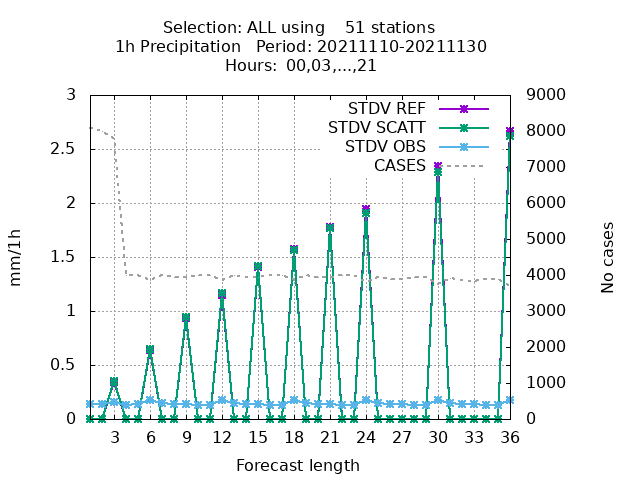 Selection: ALL using    51 stations
1h Precipitation   Period: 20211110-20211130
Hours:  00,03,...,21
STDV REF
STDV SCATT
STDV OBS
CASES
3
2.5
2
1.5
1
0.5
0
9000
8000
7000
6000
5000
4000
3000
2000
1000
0
mm/1h
No cases
3 6 9 12 15 18 21 24 27 30 33 36
Forecast length